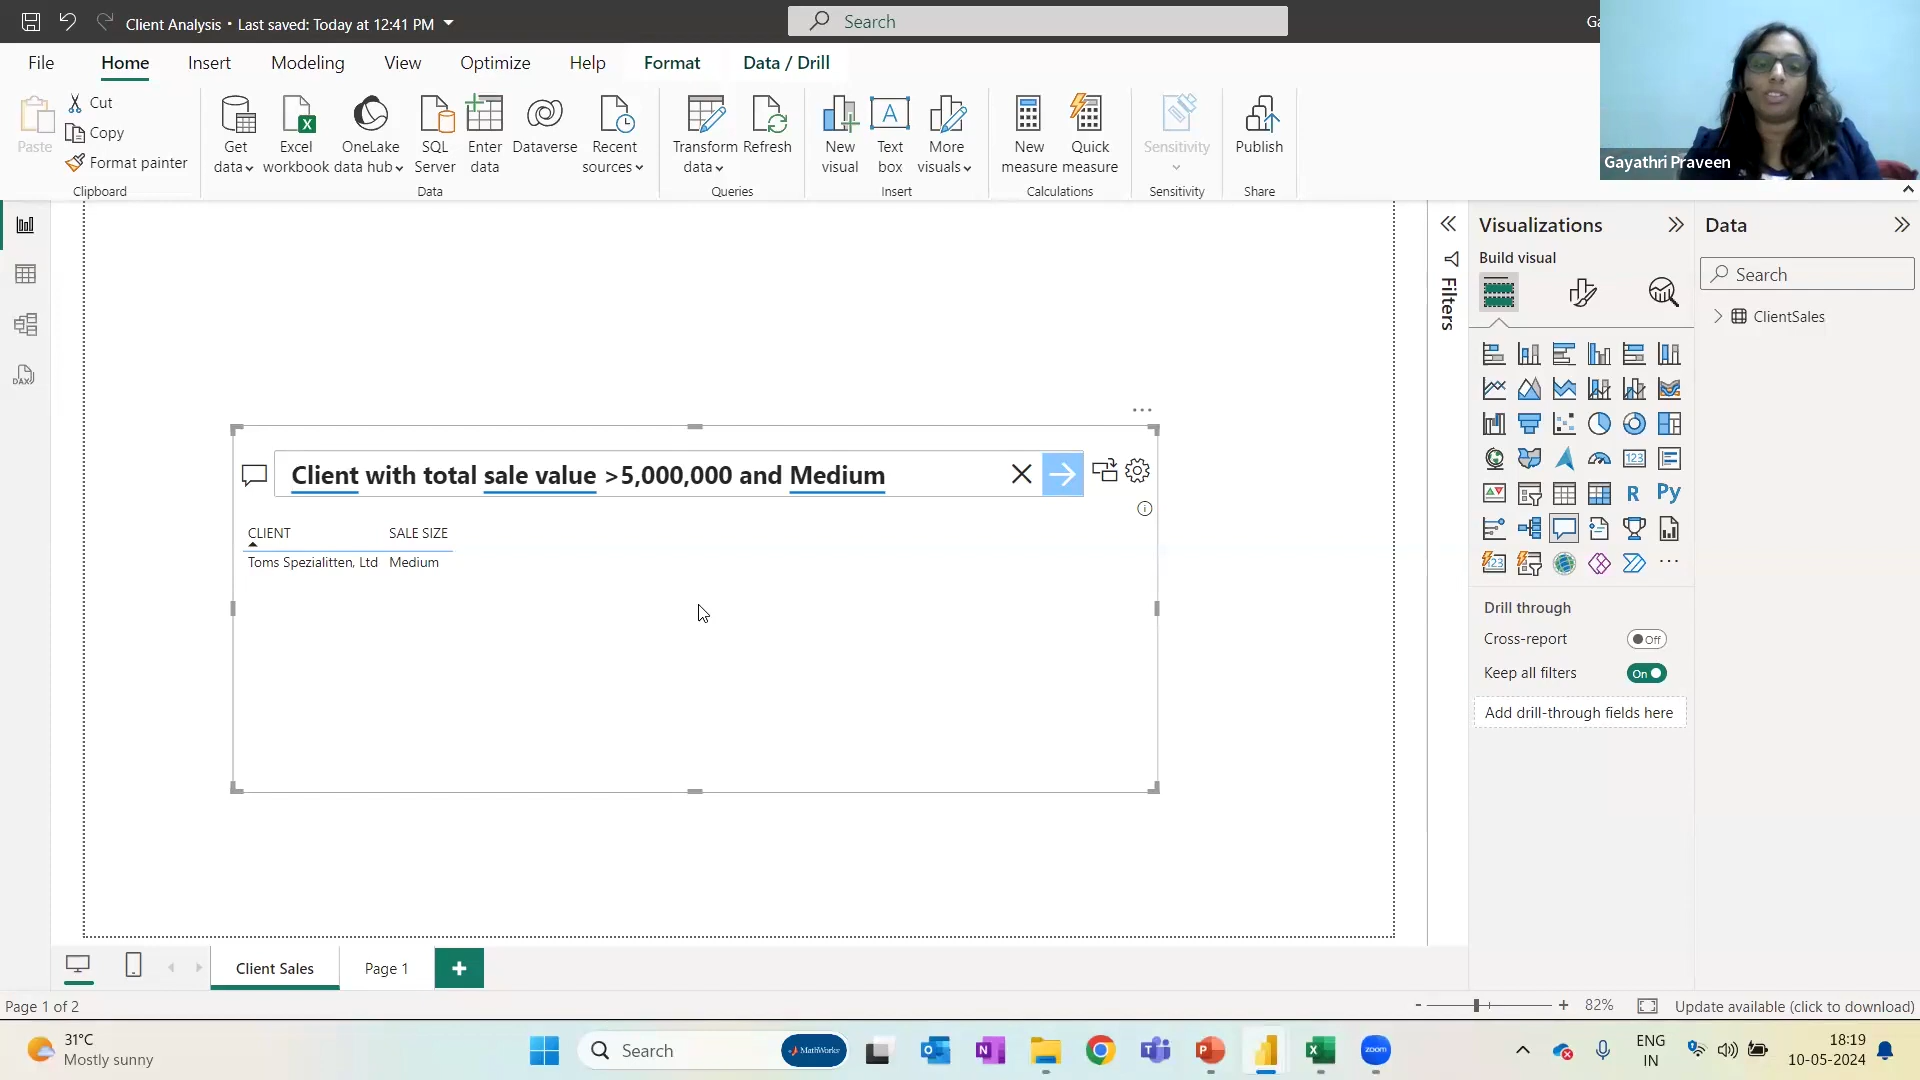 Client Analysis • Last saved: Today at 12:41 PM
Search
Ga
Gayathri Praveen
File
Home
Insert
Modeling
View
Optimize
Help
Format
Data / Drill
Paste
Cut
Copy
Format painter
Clipboard
Get data
Excel workbook
OneLake data hub
SQL Server
Enter data
Dataverse
Recent sources
Data
Transform data
Refresh
Queries
New visual
Text box
More visuals
Insert
New measure
Quick measure
Calculations
Sensitivity
Sensitivity
Publish
Share
DAX
Client with total sale value >5,000,000 and Medium
CLIENT SALE SIZE
Toms Spezialitten, Ltd Medium
Filters
Visualizations
Build visual
123
R
Py
123
Drill through
Cross-report
Off
Keep all filters
On
Add drill-through fields here
Data
Search
ClientSales
Client Sales
Page 1
+
Page 1 of 2
- + 82%
Update available (click to download)
31°C
Mostly sunny
Search
MathWorks
zoom
ENG
IN
18:19
10-05-2024